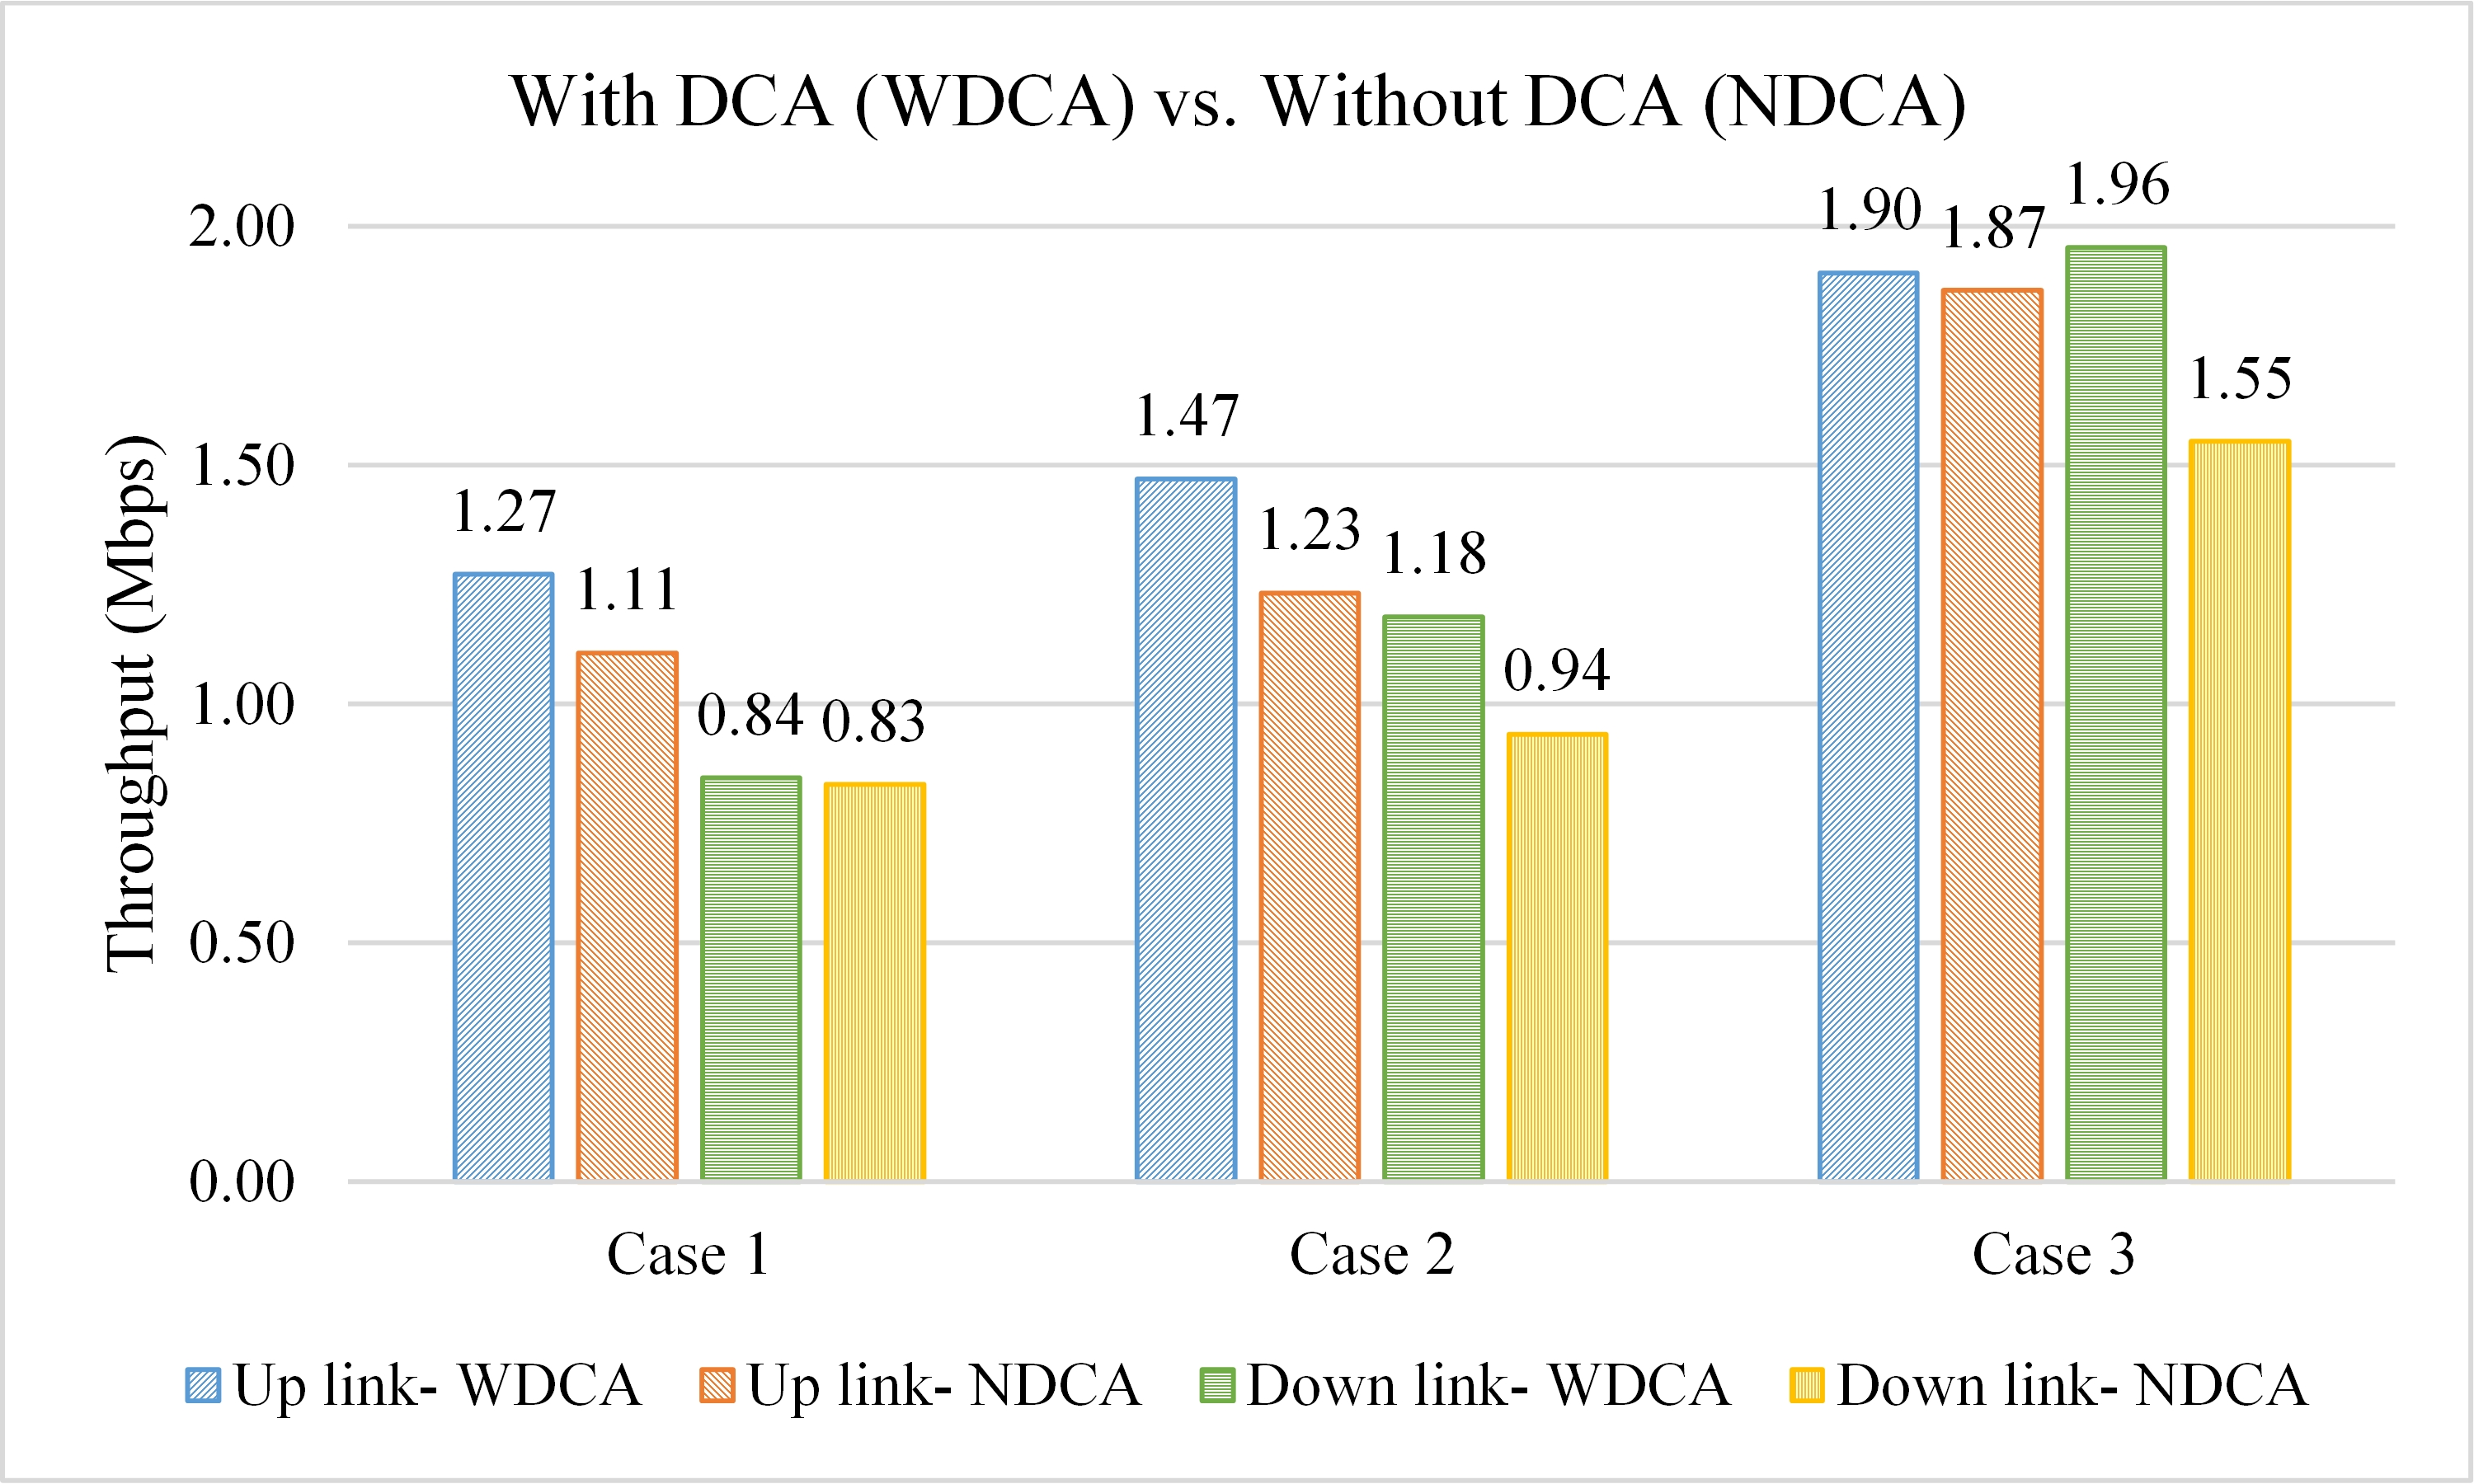 With DCA (WDCA) vs. Without DCA (NDCA)
Throughput (Mbps)
2.00
1.50
1.00
0.50
0.00
1.27
1.11
0.84
0.83
1.47
1.23
1.18
0.94
1.90
1.87
1.96
1.55
Case 1
Case 2
Case 3
Up link- WDCA
Up link- NDCA
Down link- WDCA
Down link- NDCA